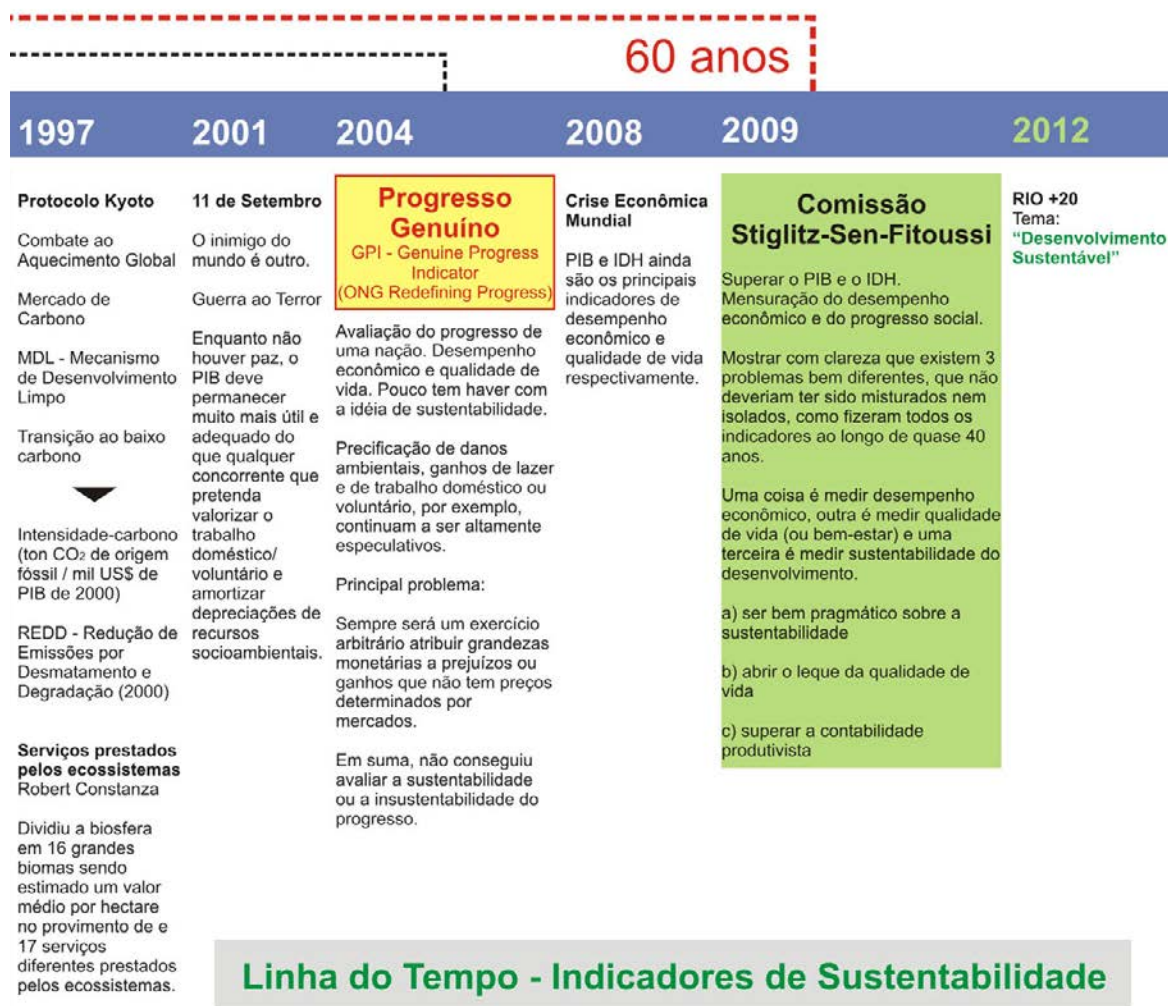 60 anos
1997
2001
2004
2008
2009
2012
Protocolo Kyoto
Combate ao
Aquecimento Global
Mercado de
Carbono
MDL - Mecanismo
de Desenvolvimento
Limpo
Transição ao baixo
carbono
Intensidade-carbono
(ton CO2 de origem
fóssil / mil US$ de
PIB de 2000)
REDD - Redução de
Emissões por
Desmatamento e
Degradação (2000)
Serviços prestados
pelos ecossistemas
Robert Constanza
Dividiu a biosfera
em 16 grandes
biomas sendo
estimado um valor
médio por hectare
no provimento de e
17 serviços
diferentes prestados
pelos ecossistemas.
11 de Setembro
O inimigo do
mundo é outro.
Guerra ao Terror
Enquanto não
houver paz, o
PIB deve
permanecer
muito mais útil e
adequado do
que qualquer
concorrente que
pretenda
valorizar o
trabalho
doméstico/
voluntário e
amortizar
depreciações de
recursos
socioambientais.
Progresso
Genuíno
GPI - Genuine Progress
Indicator
(ONG Redefining Progress)
Avaliação do progresso de
uma nação. Desempenho
econômico e qualidade de
vida. Pouco tem haver com
a idéia de sustentabilidade.
Precificação de danos
ambientais, ganhos de lazer
e de trabalho doméstico ou
voluntário, por exemplo,
continuam a ser altamente
especulativos.
Principal problema:
Sempre será um exercício
arbitrário atribuir grandezas
monetárias a prejuízos ou
ganhos que não tem preços
determinados por
mercados.
Em suma, não conseguiu
avaliar a sustentabilidade
ou a insustentabilidade do
progresso.
Crise Econômica
Mundial
PIB e IDH ainda
são os principais
indicadores de
desempenho
econômico e
qualidade de vida
respectivamente.
Comissão
Stiglitz-Sen-Fitoussi
Superar o PIB e o IDH.
Mensuração do desempenho
econômico e do progresso social.
Mostrar com clareza que existem 3
problemas bem diferentes, que não
deveriam ter sido misturados nem
isolados, como fizeram todos os
indicadores ao longo de quase 40
anos.
Uma coisa é medir desempenho
econômico, outra é medir qualidade
de vida (ou bem-estar) e uma
terceira é medir sustentabilidade do
desenvolvimento.
a) ser bem pragmático sobre a
sustentabilidade
b) abrir o leque da qualidade de
vida
c) superar a contabilidade
produtivista
RIO +20
Tema:
“Desenvolvimento
Sustentável”
Linha do Tempo - Indicadores de Sustentabilidade